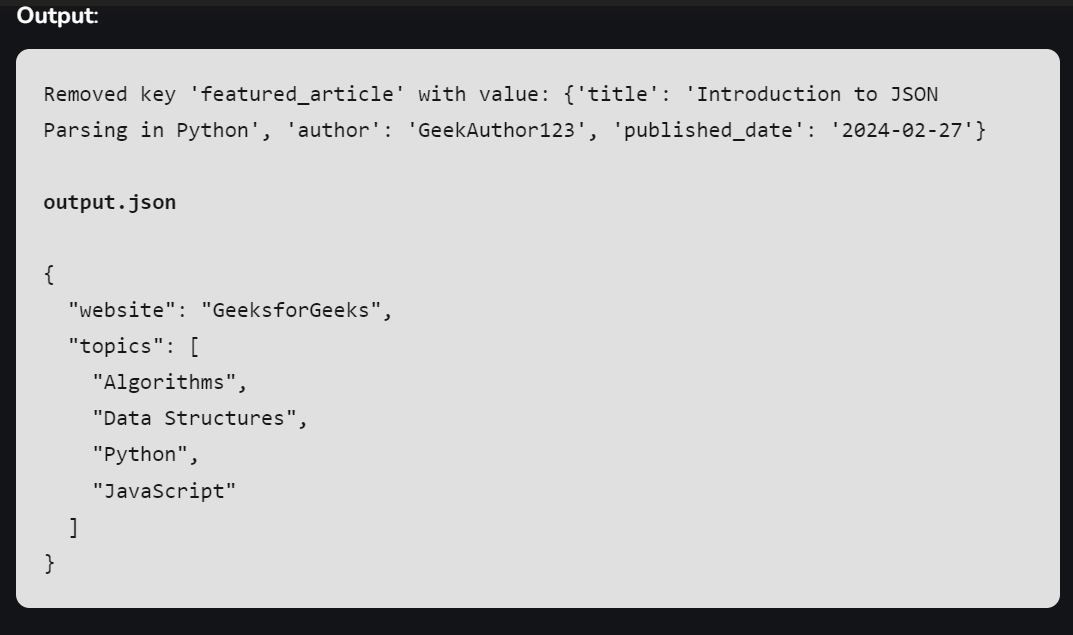 Output:
Removed key 'featured_article' with value: {'title': 'Introduction to JSON
Parsing in Python', 'author': 'GeekAuthor123', 'published_date': '2024-02-27'}
output.json
{
  "website": "GeeksforGeeks",
  "topics": [
    "Algorithms",
    "Data Structures",
    "Python",
    "JavaScript"
  ]
}